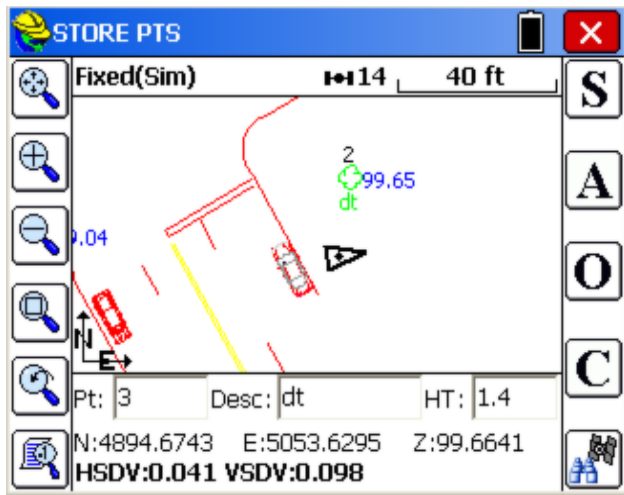 STORE PTS
Fixed(Sim) 14 40 ft
S
2
99.65
dt
A
.04
O
N
E
C
Pt: 3 Desc: dt HT: 1.4
N:4894.6743 E:5053.6295 Z:99.6641
HSDV:0.041 VSDV:0.098